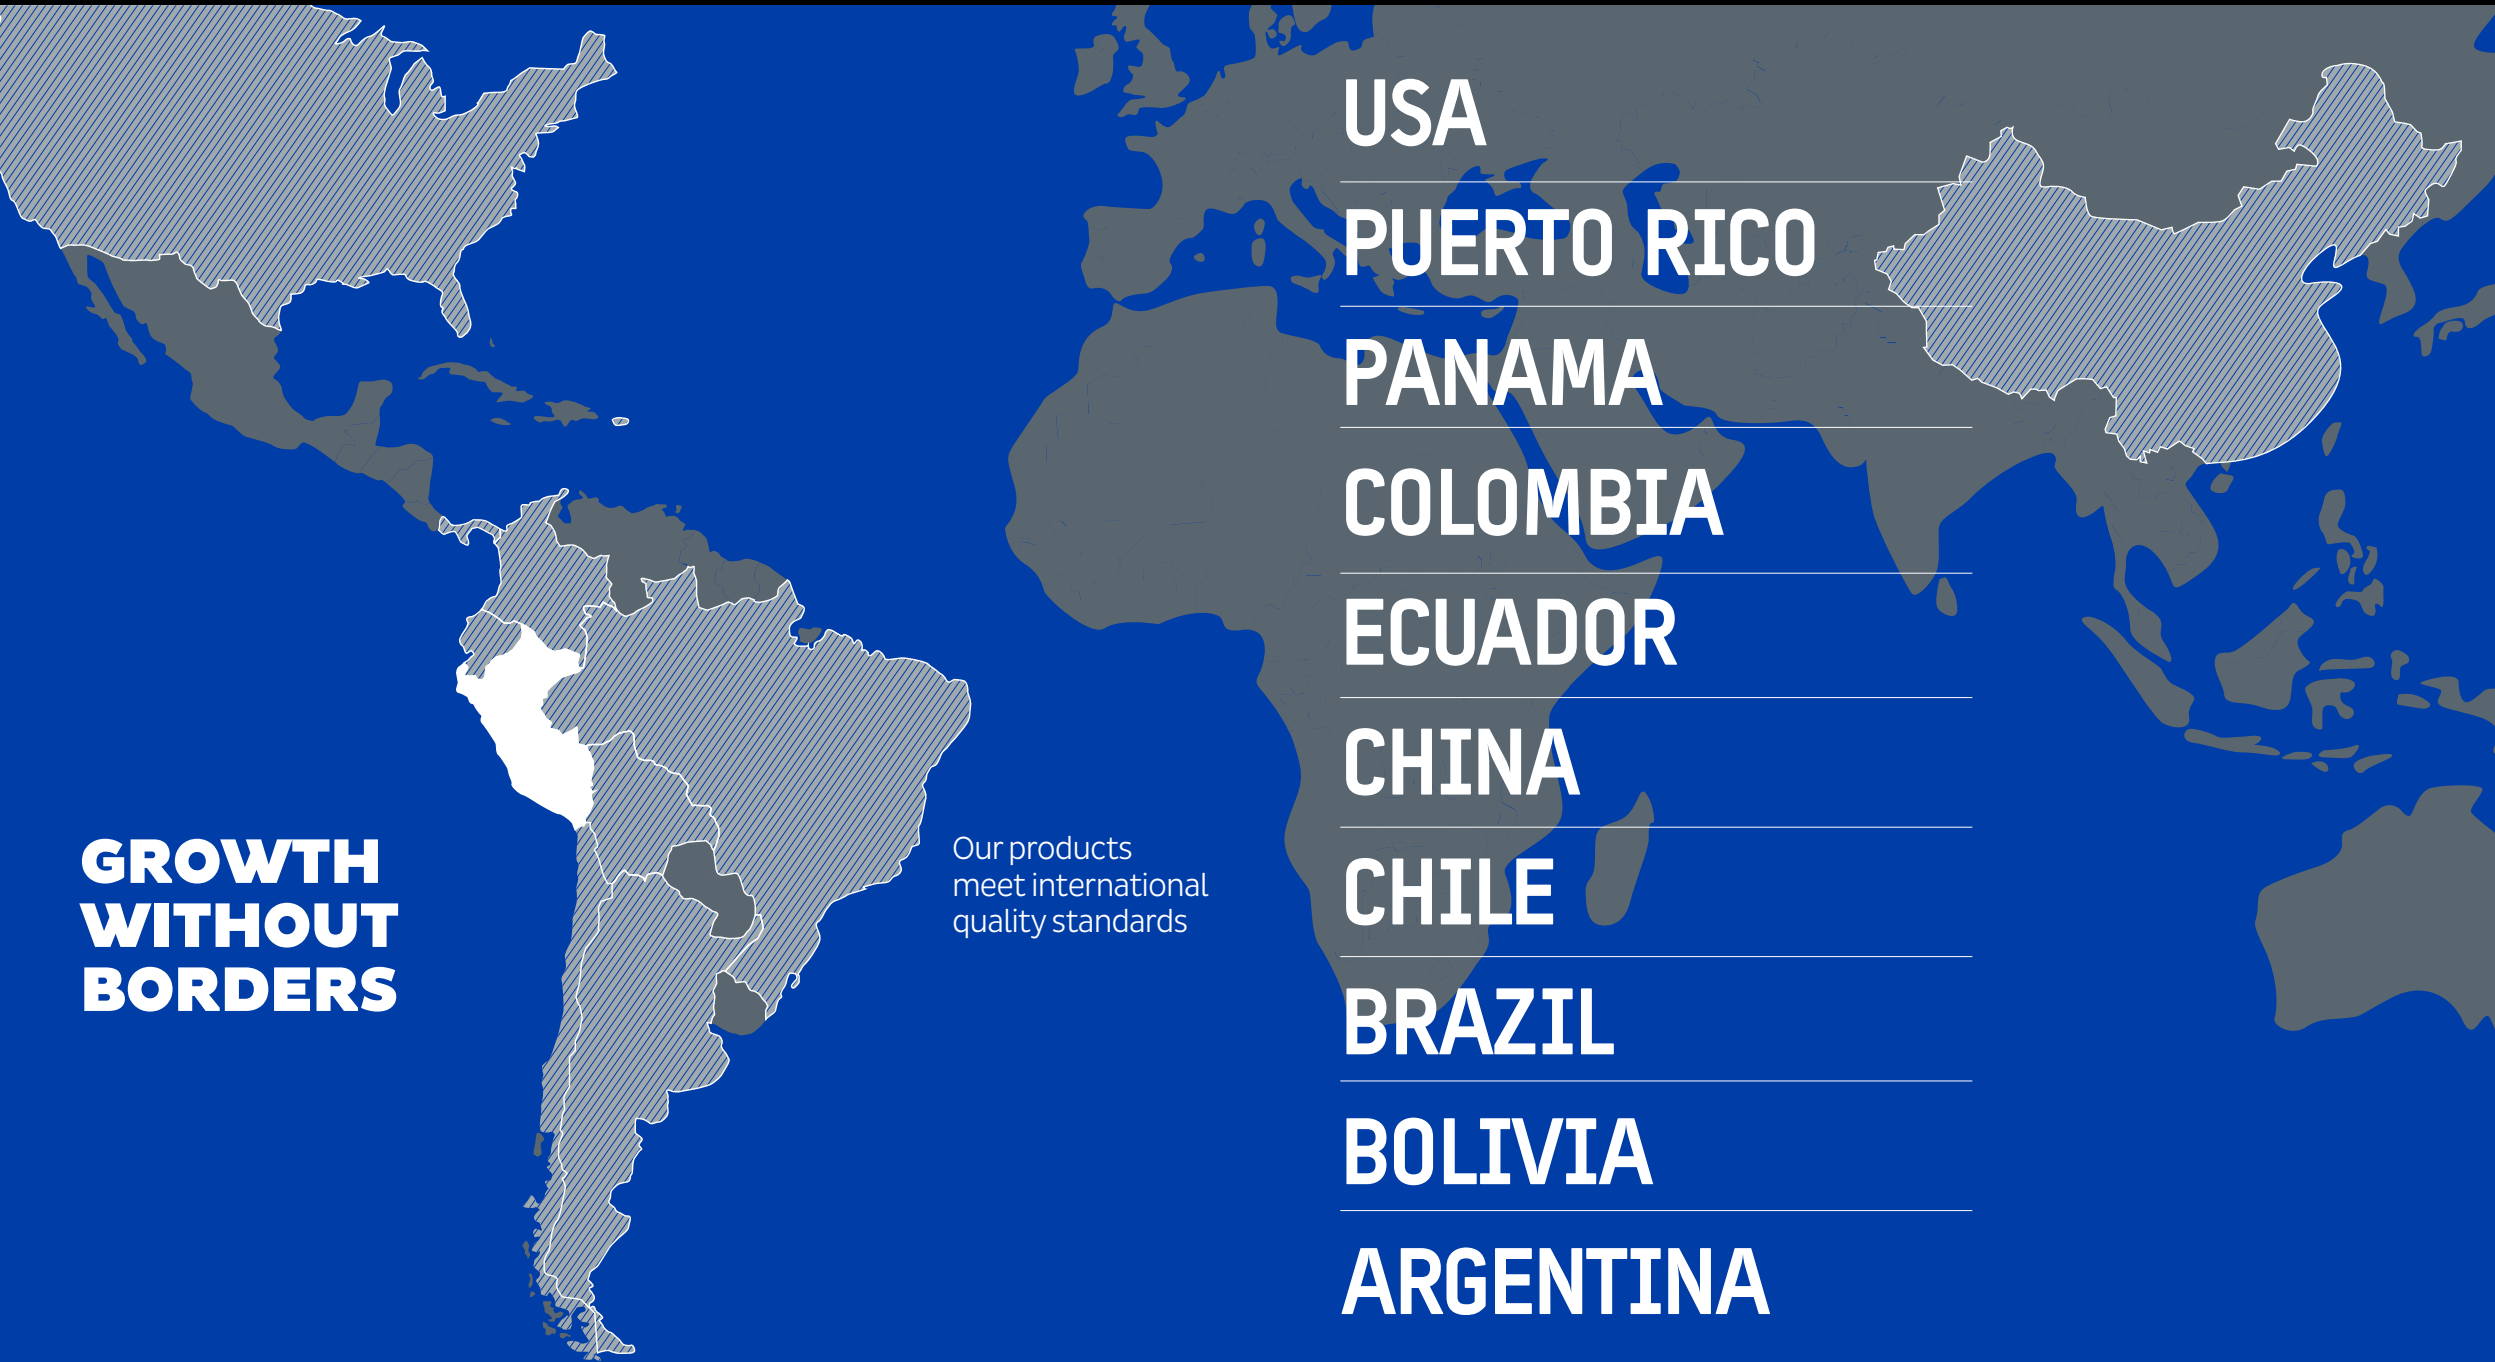 GROWTH
WITHOUT
BORDERS
Our products
meet international
quality standards
USA
PUERTO RICO
PANAMA
COLOMBIA
ECUADOR
CHINA
CHILE
BRAZIL
BOLIVIA
ARGENTINA